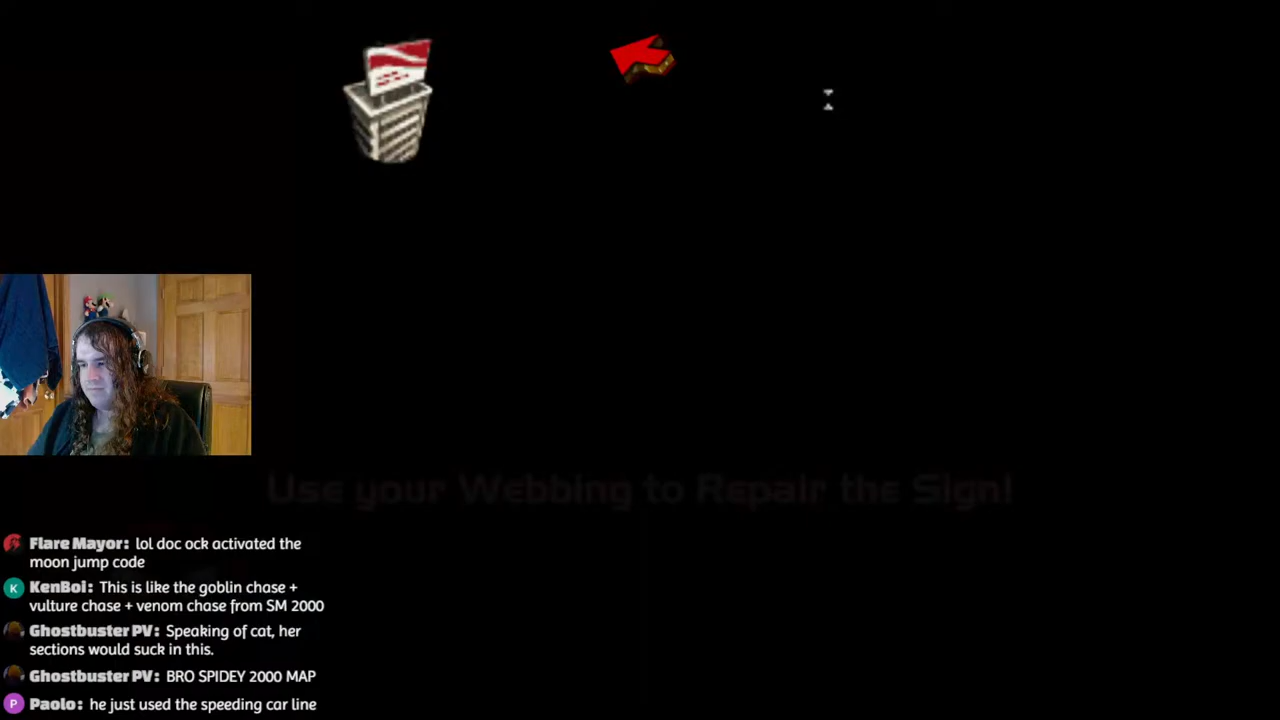 Use your Webbing to Repair the Sign!
Flare Mayor: lol doc ock activated the
moon jump code
KenBoi: This is like the goblin chase +
vulture chase + venom chase from SM 2000
Ghostbuster PV: Speaking of cat, her
sections would suck in this.
Ghostbuster PV: BRO SPIDEY 2000 MAP
Paolo: he just used the speeding car line